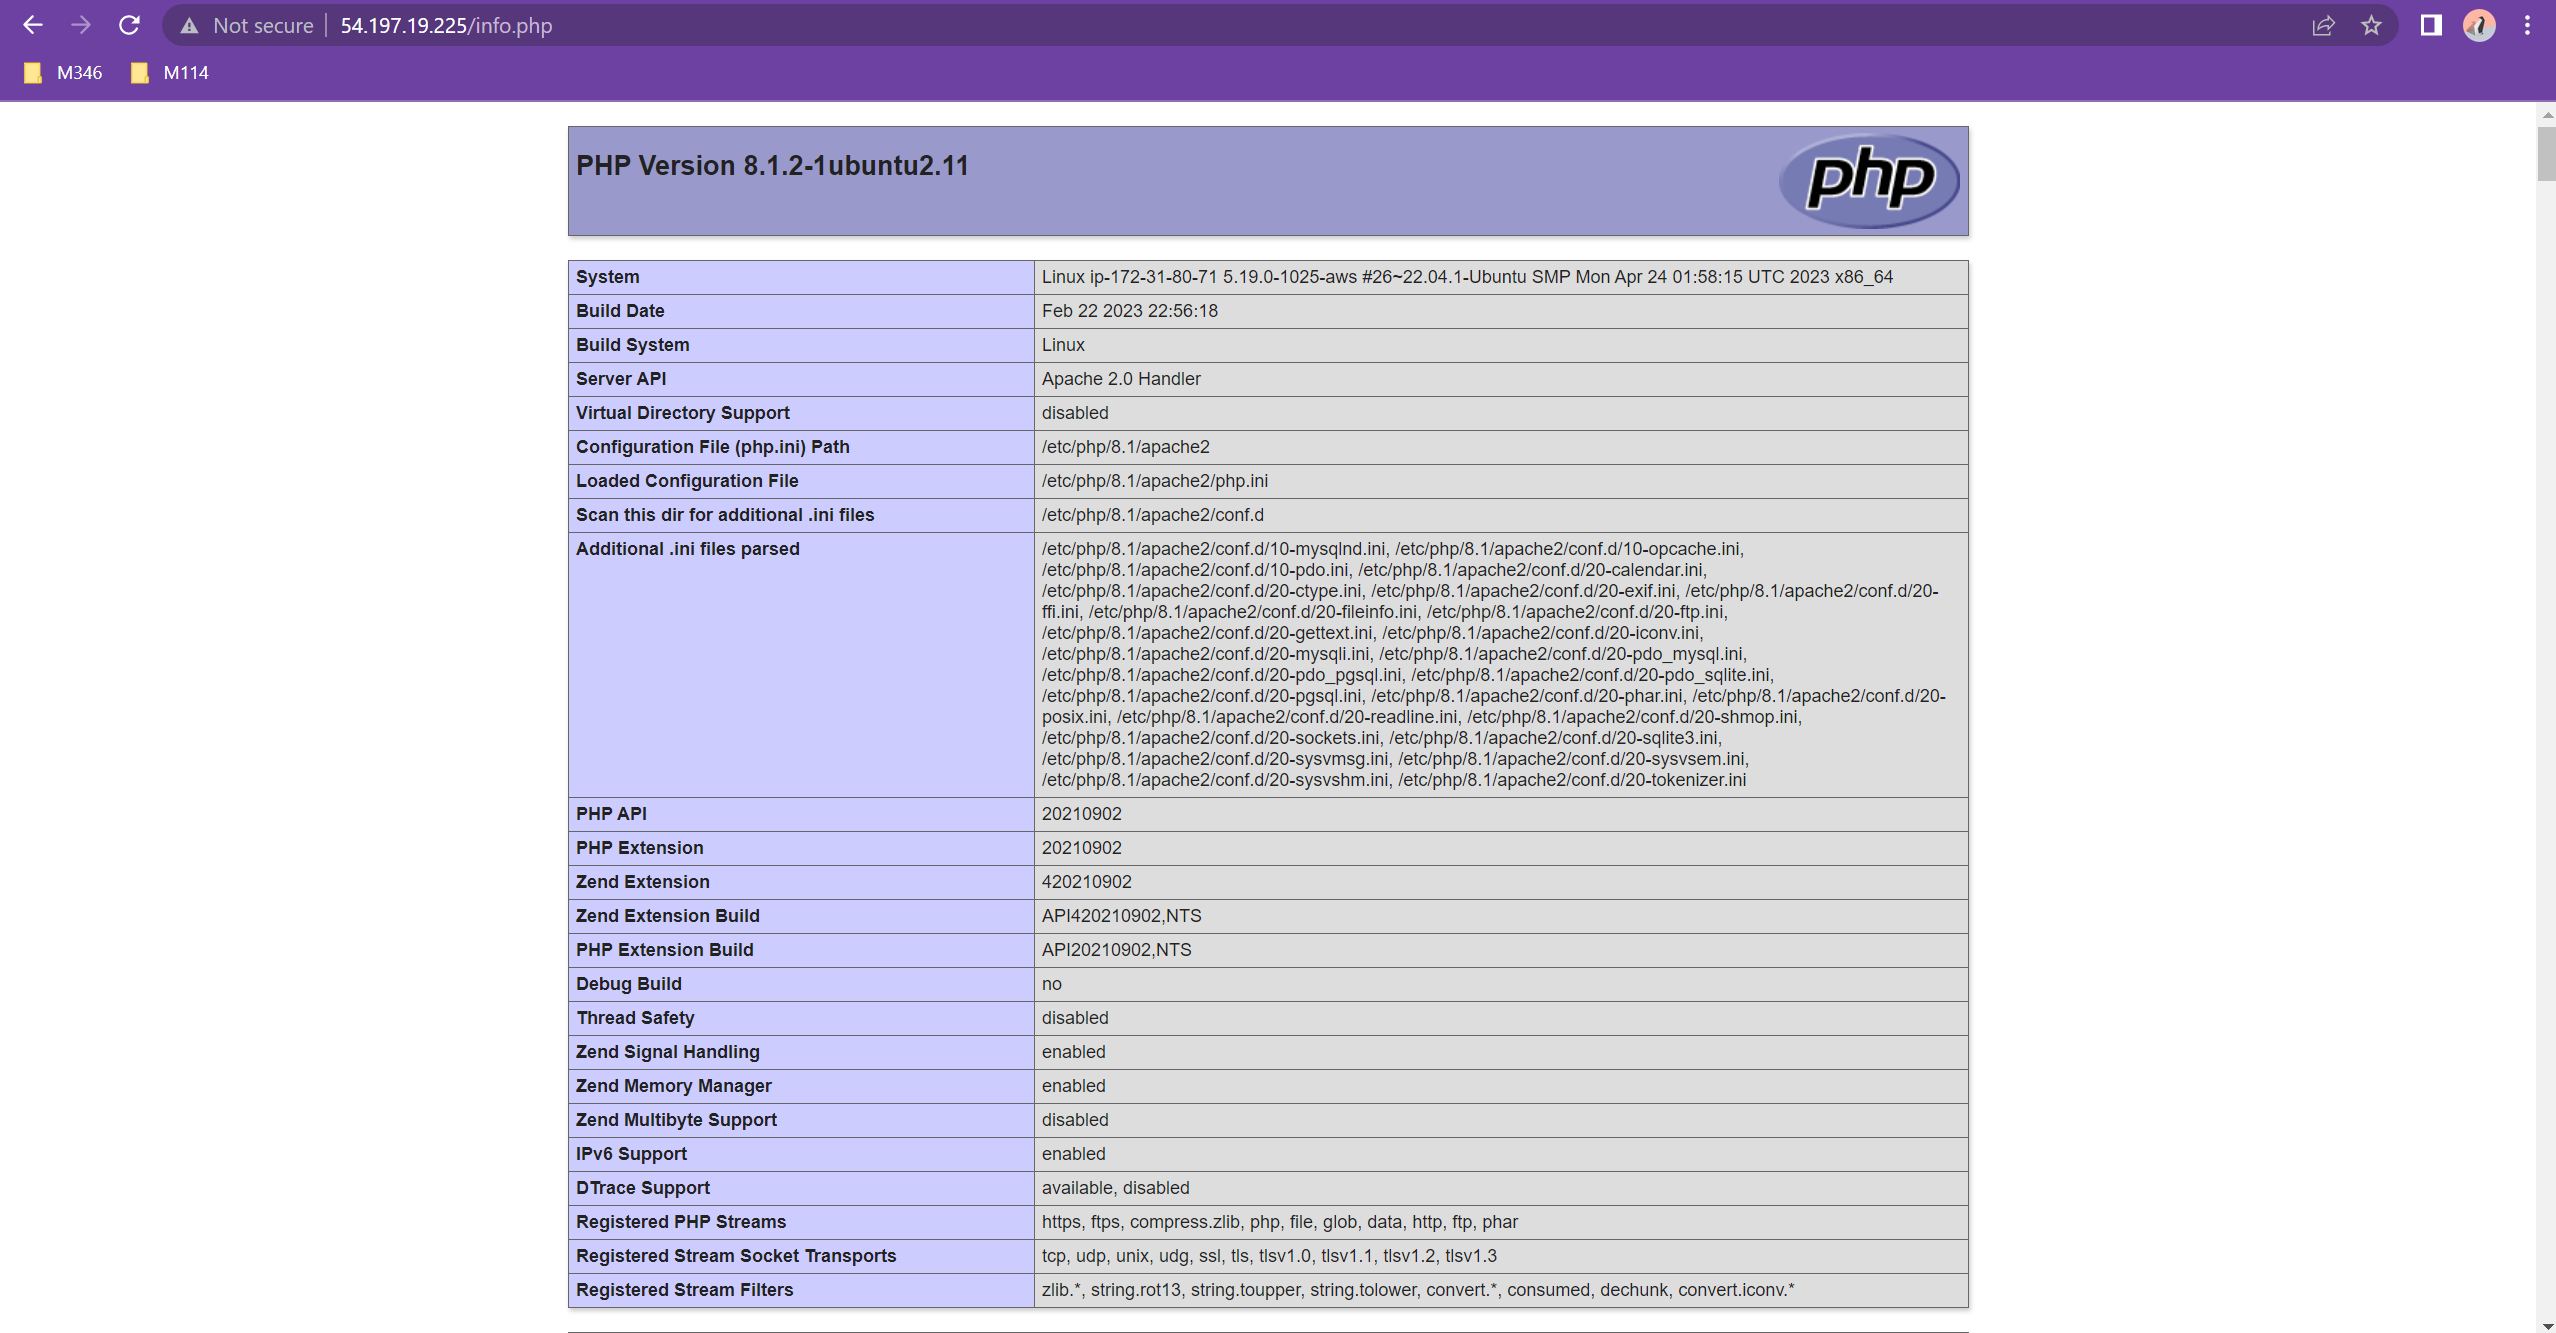 Not secure 54.197.19.225/info.php
M346 M114
PHP Version 8.1.2-1ubuntu2.11
php
System Linux ip-172-31-80-71 5.19.0-1025-aws #26~22.04.1-Ubuntu SMP Mon Apr 24 01:58:15 UTC 2023 x86_64
Build Date Feb 22 2023 22:56:18
Build System Linux
Server API Apache 2.0 Handler
Virtual Directory Support disabled
Configuration File (php.ini) Path /etc/php/8.1/apache2
Loaded Configuration File /etc/php/8.1/apache2/php.ini
Scan this dir for additional .ini files /etc/php/8.1/apache2/conf.d
Additional .ini files parsed /etc/php/8.1/apache2/conf.d/10-mysqlnd.ini, /etc/php/8.1/apache2/conf.d/10-opcache.ini,
/etc/php/8.1/apache2/conf.d/10-pdo.ini, /etc/php/8.1/apache2/conf.d/20-calendar.ini,
/etc/php/8.1/apache2/conf.d/20-ctype.ini, /etc/php/8.1/apache2/conf.d/20-exif.ini, /etc/php/8.1/apache2/conf.d/20-
ffi.ini, /etc/php/8.1/apache2/conf.d/20-fileinfo.ini, /etc/php/8.1/apache2/conf.d/20-ftp.ini,
/etc/php/8.1/apache2/conf.d/20-gettext.ini, /etc/php/8.1/apache2/conf.d/20-iconv.ini,
/etc/php/8.1/apache2/conf.d/20-mysqli.ini, /etc/php/8.1/apache2/conf.d/20-pdo_mysql.ini,
/etc/php/8.1/apache2/conf.d/20-pdo_pgsql.ini, /etc/php/8.1/apache2/conf.d/20-pdo_sqlite.ini,
/etc/php/8.1/apache2/conf.d/20-pgsql.ini, /etc/php/8.1/apache2/conf.d/20-phar.ini, /etc/php/8.1/apache2/conf.d/20-
posix.ini, /etc/php/8.1/apache2/conf.d/20-readline.ini, /etc/php/8.1/apache2/conf.d/20-shmop.ini,
/etc/php/8.1/apache2/conf.d/20-sockets.ini, /etc/php/8.1/apache2/conf.d/20-sqlite3.ini,
/etc/php/8.1/apache2/conf.d/20-sysvmsg.ini, /etc/php/8.1/apache2/conf.d/20-sysvsem.ini,
/etc/php/8.1/apache2/conf.d/20-sysvshm.ini, /etc/php/8.1/apache2/conf.d/20-tokenizer.ini
PHP API 20210902
PHP Extension 20210902
Zend Extension 420210902
Zend Extension Build API420210902,NTS
PHP Extension Build API20210902,NTS
Debug Build no
Thread Safety disabled
Zend Signal Handling enabled
Zend Memory Manager enabled
Zend Multibyte Support disabled
IPv6 Support enabled
DTrace Support available, disabled
Registered PHP Streams https, ftps, compress.zlib, php, file, glob, data, http, ftp, phar
Registered Stream Socket Transports tcp, udp, unix, udg, ssl, tls, tlsv1.0, tlsv1.1, tlsv1.2, tlsv1.3
Registered Stream Filters zlib.*, string.rot13, string.toupper, string.tolower, convert.*, consumed, dechunk, convert.iconv.*